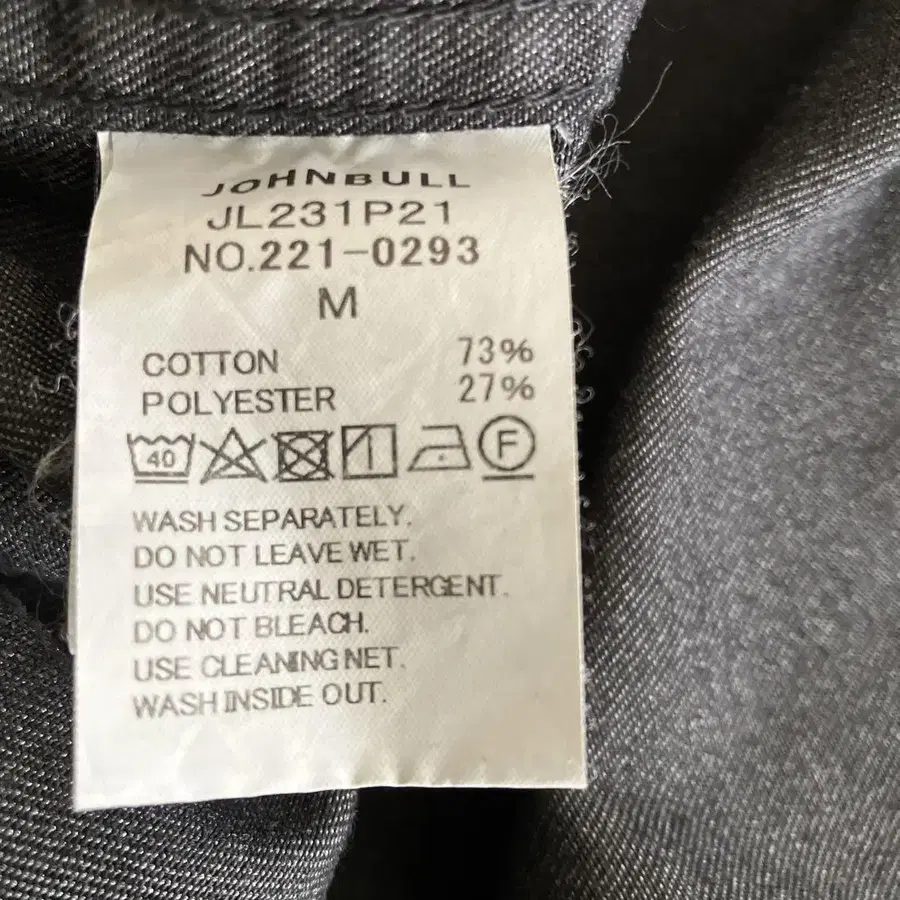 JOHNBULL
JL231P21
NO.221-0293
M
COTTON 73%
POLYESTER 27%
40 F
WASH SEPARATELY.
DO NOT LEAVE WET.
USE NEUTRAL DETERGENT.
DO NOT BLEACH.
USE CLEANING NET.
WASH INSIDE OUT.